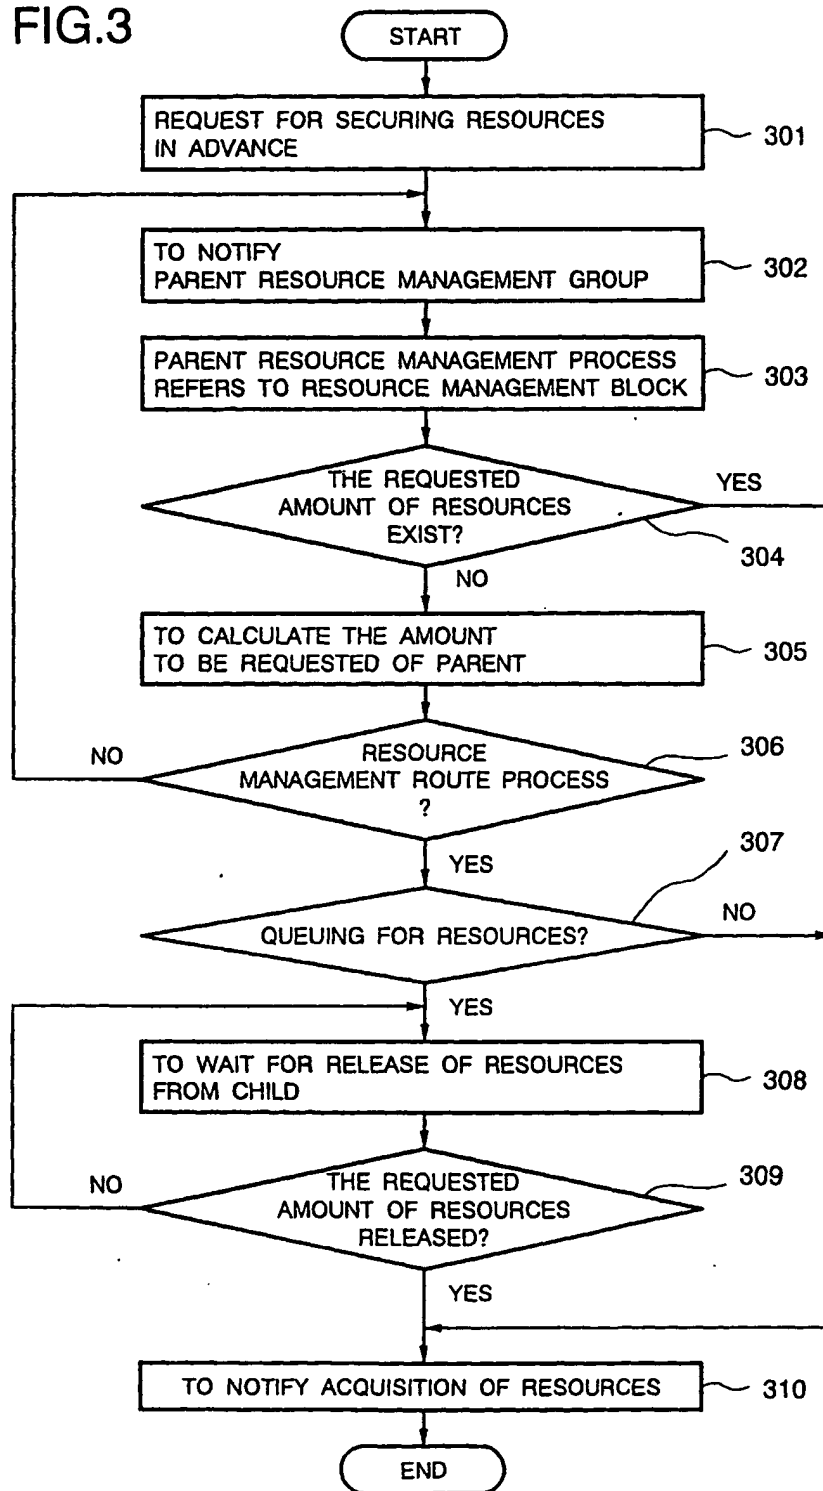 FIG.3
START
REQUEST FOR SECURING RESOURCES
IN ADVANCE
301
TO NOTIFY
PARENT RESOURCE MANAGEMENT GROUP
302
PARENT RESOURCE MANAGEMENT PROCESS
REFERS TO RESOURCE MANAGEMENT BLOCK
303
THE REQUESTED
AMOUNT OF RESOURCES
EXIST?
YES
304
NO
TO CALCULATE THE AMOUNT
TO BE REQUESTED OF PARENT
305
NO
RESOURCE
MANAGEMENT ROUTE PROCESS
?
306
YES
307
QUEUING FOR RESOURCES?
NO
YES
TO WAIT FOR RELEASE OF RESOURCES
FROM CHILD
308
NO
THE REQUESTED
AMOUNT OF RESOURCES
RELEASED?
309
YES
TO NOTIFY ACQUISITION OF RESOURCES
310
END